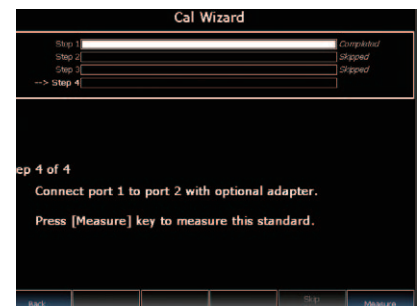 Cal Wizard
Step 1 Completed
Step 2 Skipped
Step 3 Skipped
--> Step 4
ep 4 of 4
Connect port 1 to port 2 with optional adapter.
Press [Measure] key to measure this standard.
Back Skip Measure